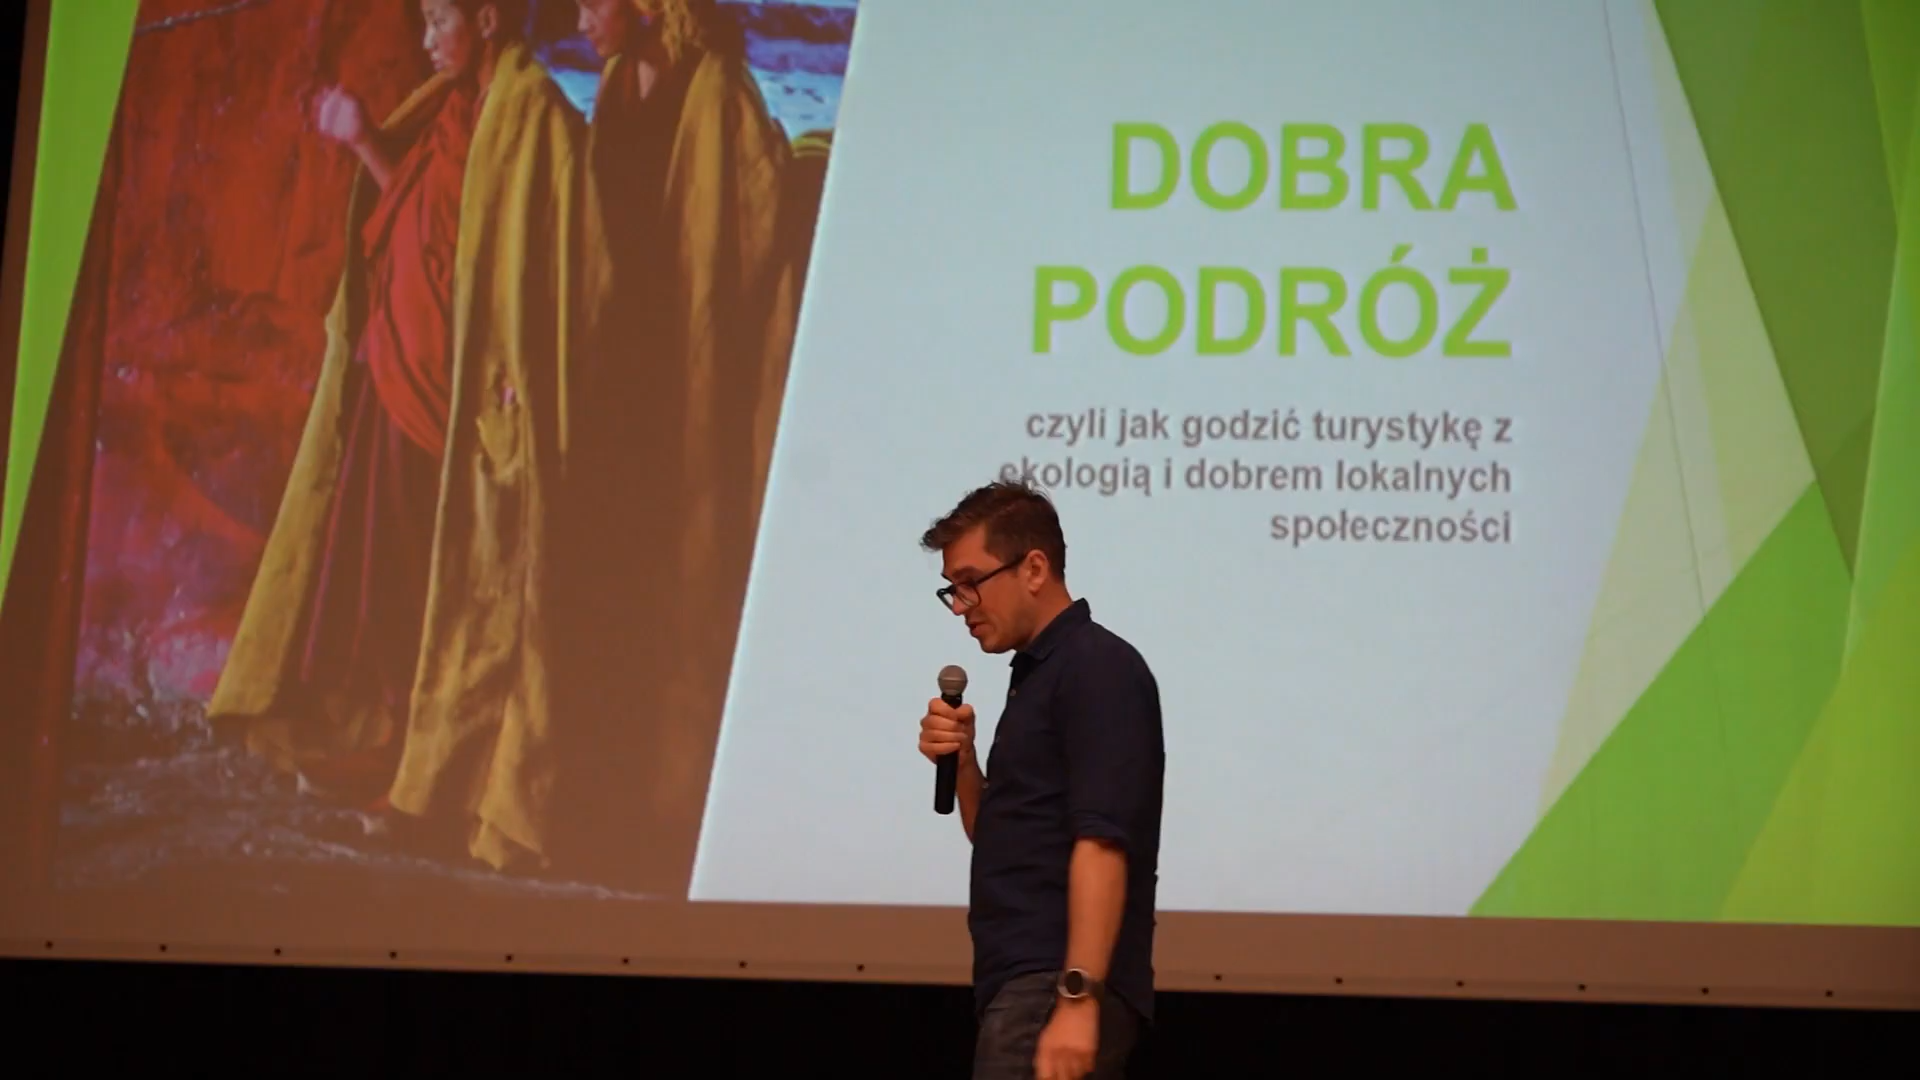 DOBRA
PODRÓŻ
czyli jak godzić turystykę z
ekologią i dobrem lokalnych
społeczności